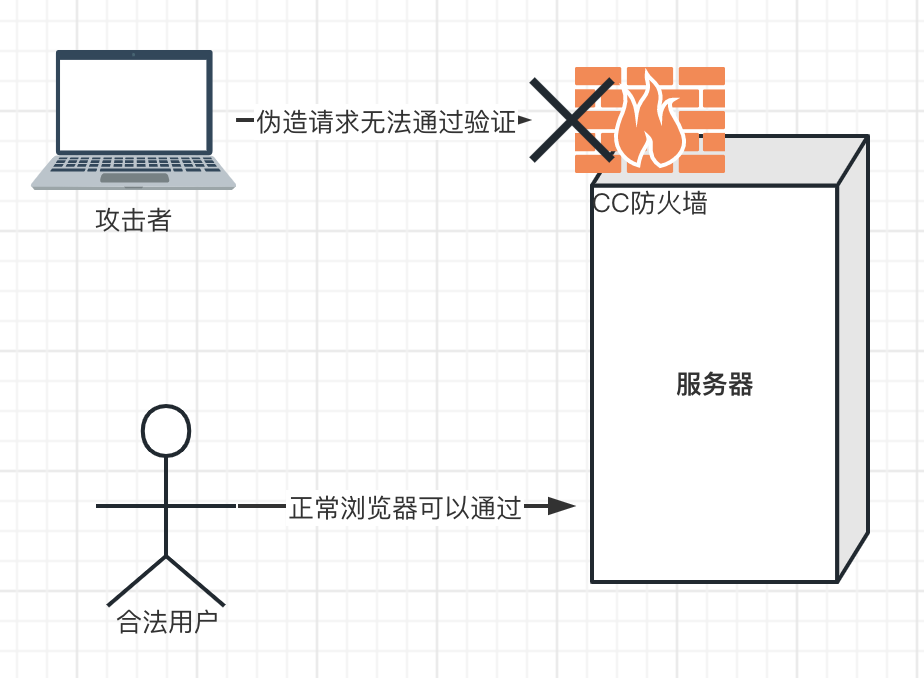 伪造请求无法通过验证
攻击者
CC防火墙
服务器
正常浏览器可以通过
合法用户